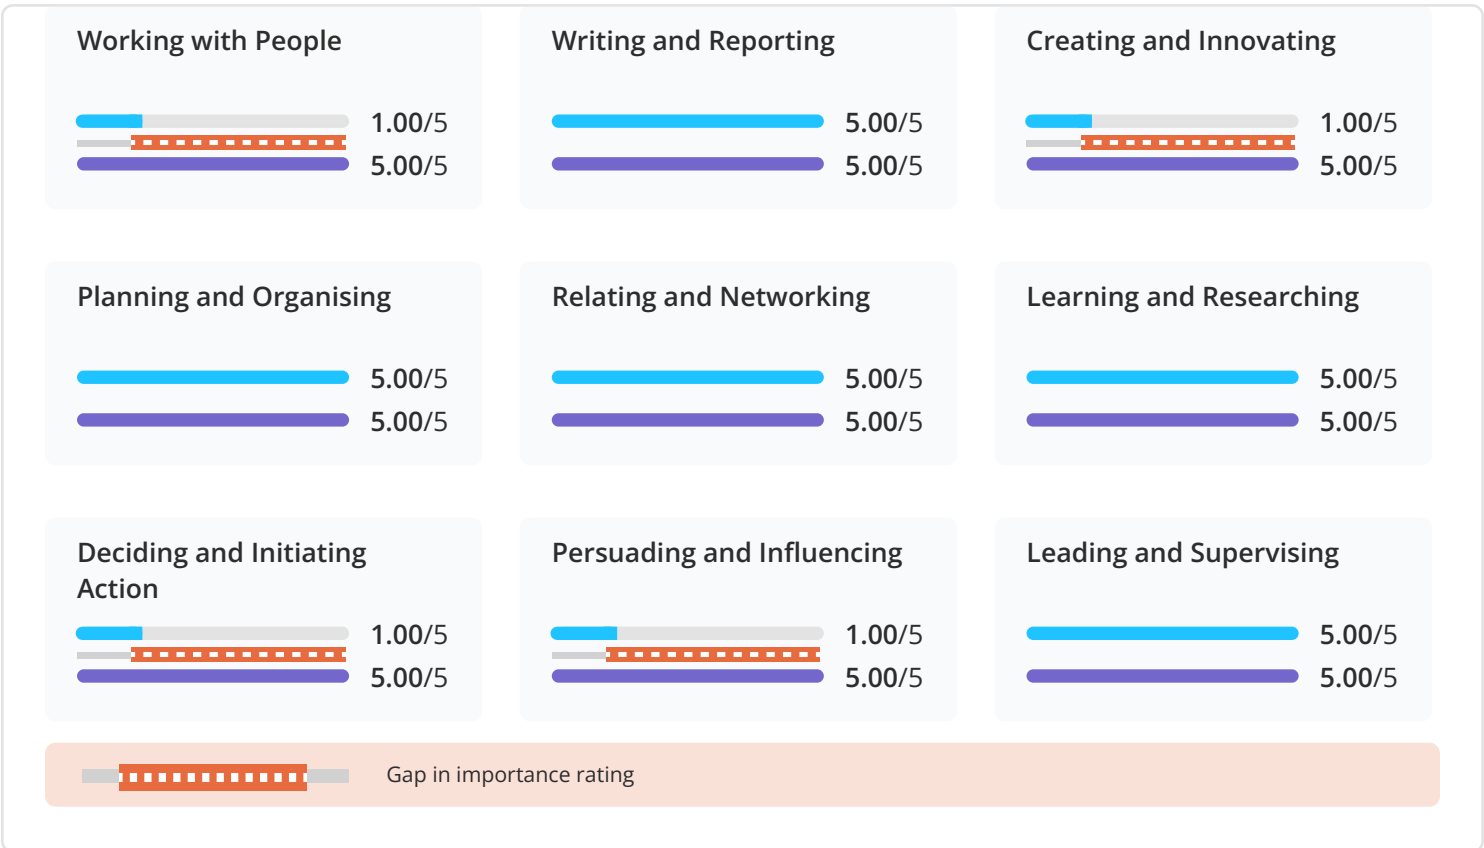 Working with People
1.00/5
5.00/5
Writing and Reporting
5.00/5
5.00/5
Creating and Innovating
1.00/5
5.00/5
Planning and Organising
5.00/5
5.00/5
Relating and Networking
5.00/5
5.00/5
Learning and Researching
5.00/5
5.00/5
Deciding and Initiating
Action
1.00/5
5.00/5
Persuading and Influencing
1.00/5
5.00/5
Leading and Supervising
5.00/5
5.00/5
Gap in importance rating